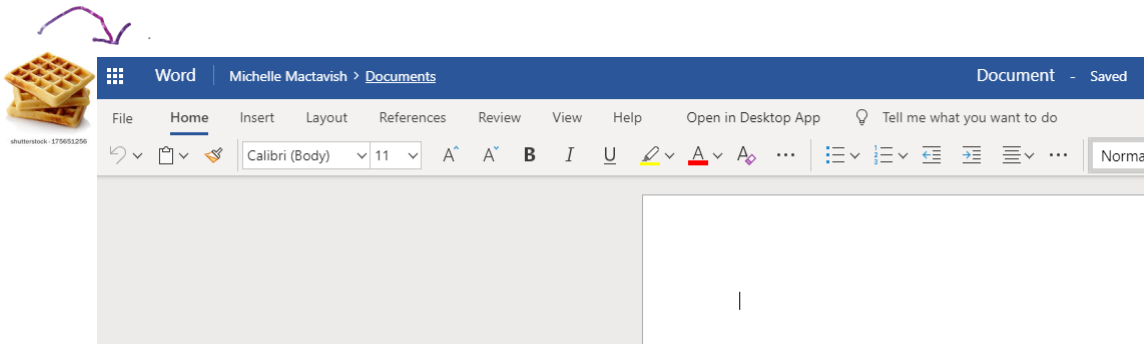 Word Michelle Mactavish > Documents Document - Saved
File Home Insert Layout References Review View Help Open in Desktop App Tell me what you want to do
shutterstock · 175651256
Calibri (Body) 11 A A B I U A A ... ... Norma